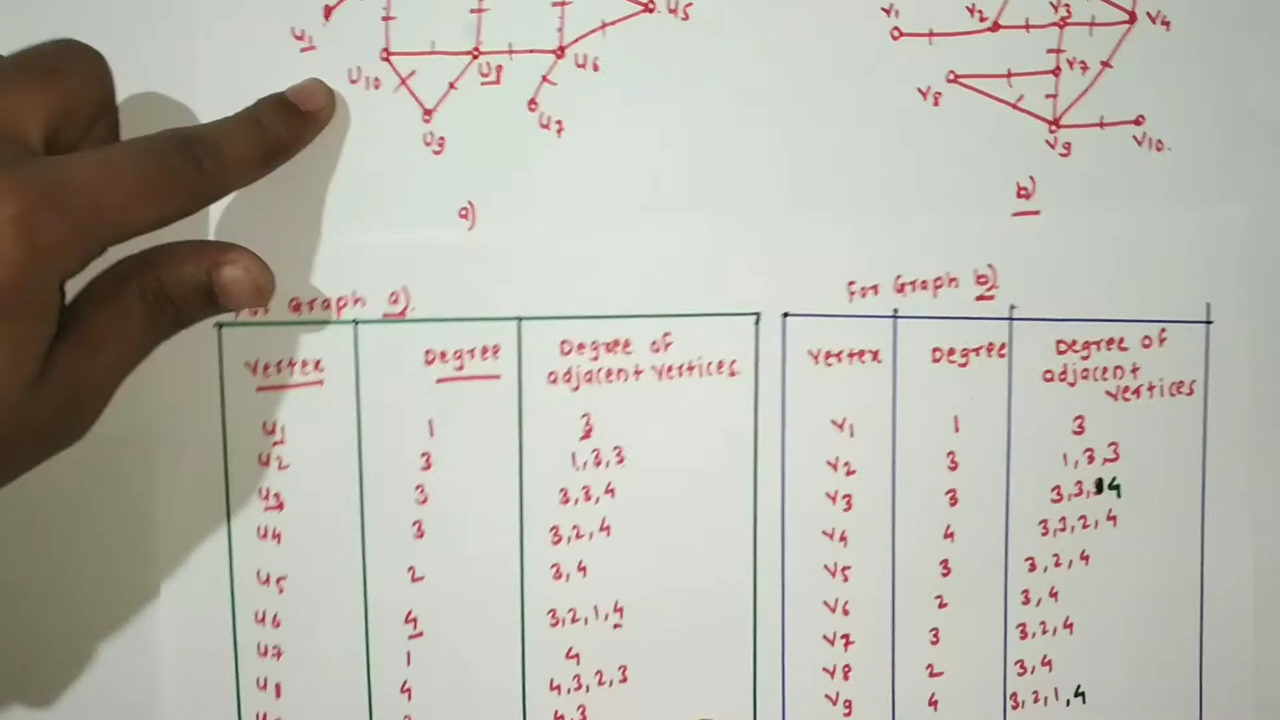 u1
u5
u10
u8
u6
u9
u7
a)
v1
v2
v3
v4
v7
v8
v9
v10.
b)
Graph a).
Vertex Degree Degree of adjacent vertices
u1 1 3
u2 3 1,3,3
u3 3 3,3,4
u4 3 3,2,4
u5 2 3,4
u6 4 3,2,1,4
u7 1 4
u8 4 4,3,2,3
4,3
For Graph b)
Vertex Degree Degree of adjacent vertices
v1 1 3
v2 3 1,3,3
v3 3 3,3,4
v4 4 3,3,2,4
v5 3 3,2,4
v6 2 3,4
v7 3 3,2,4
v8 2 3,4
v9 4 3,2,1,4